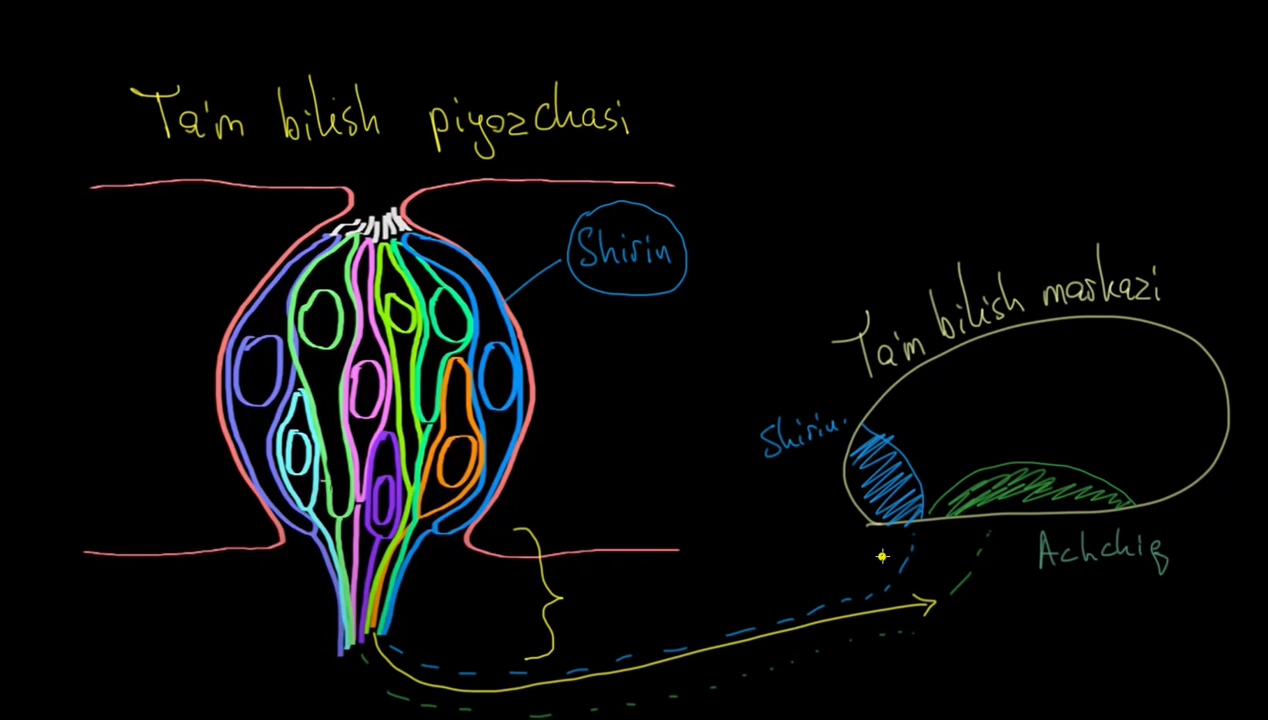 Ta'm bilish piyozchasi
Shirin
Ta'm bilish markazi
Shirin.
Achchiq